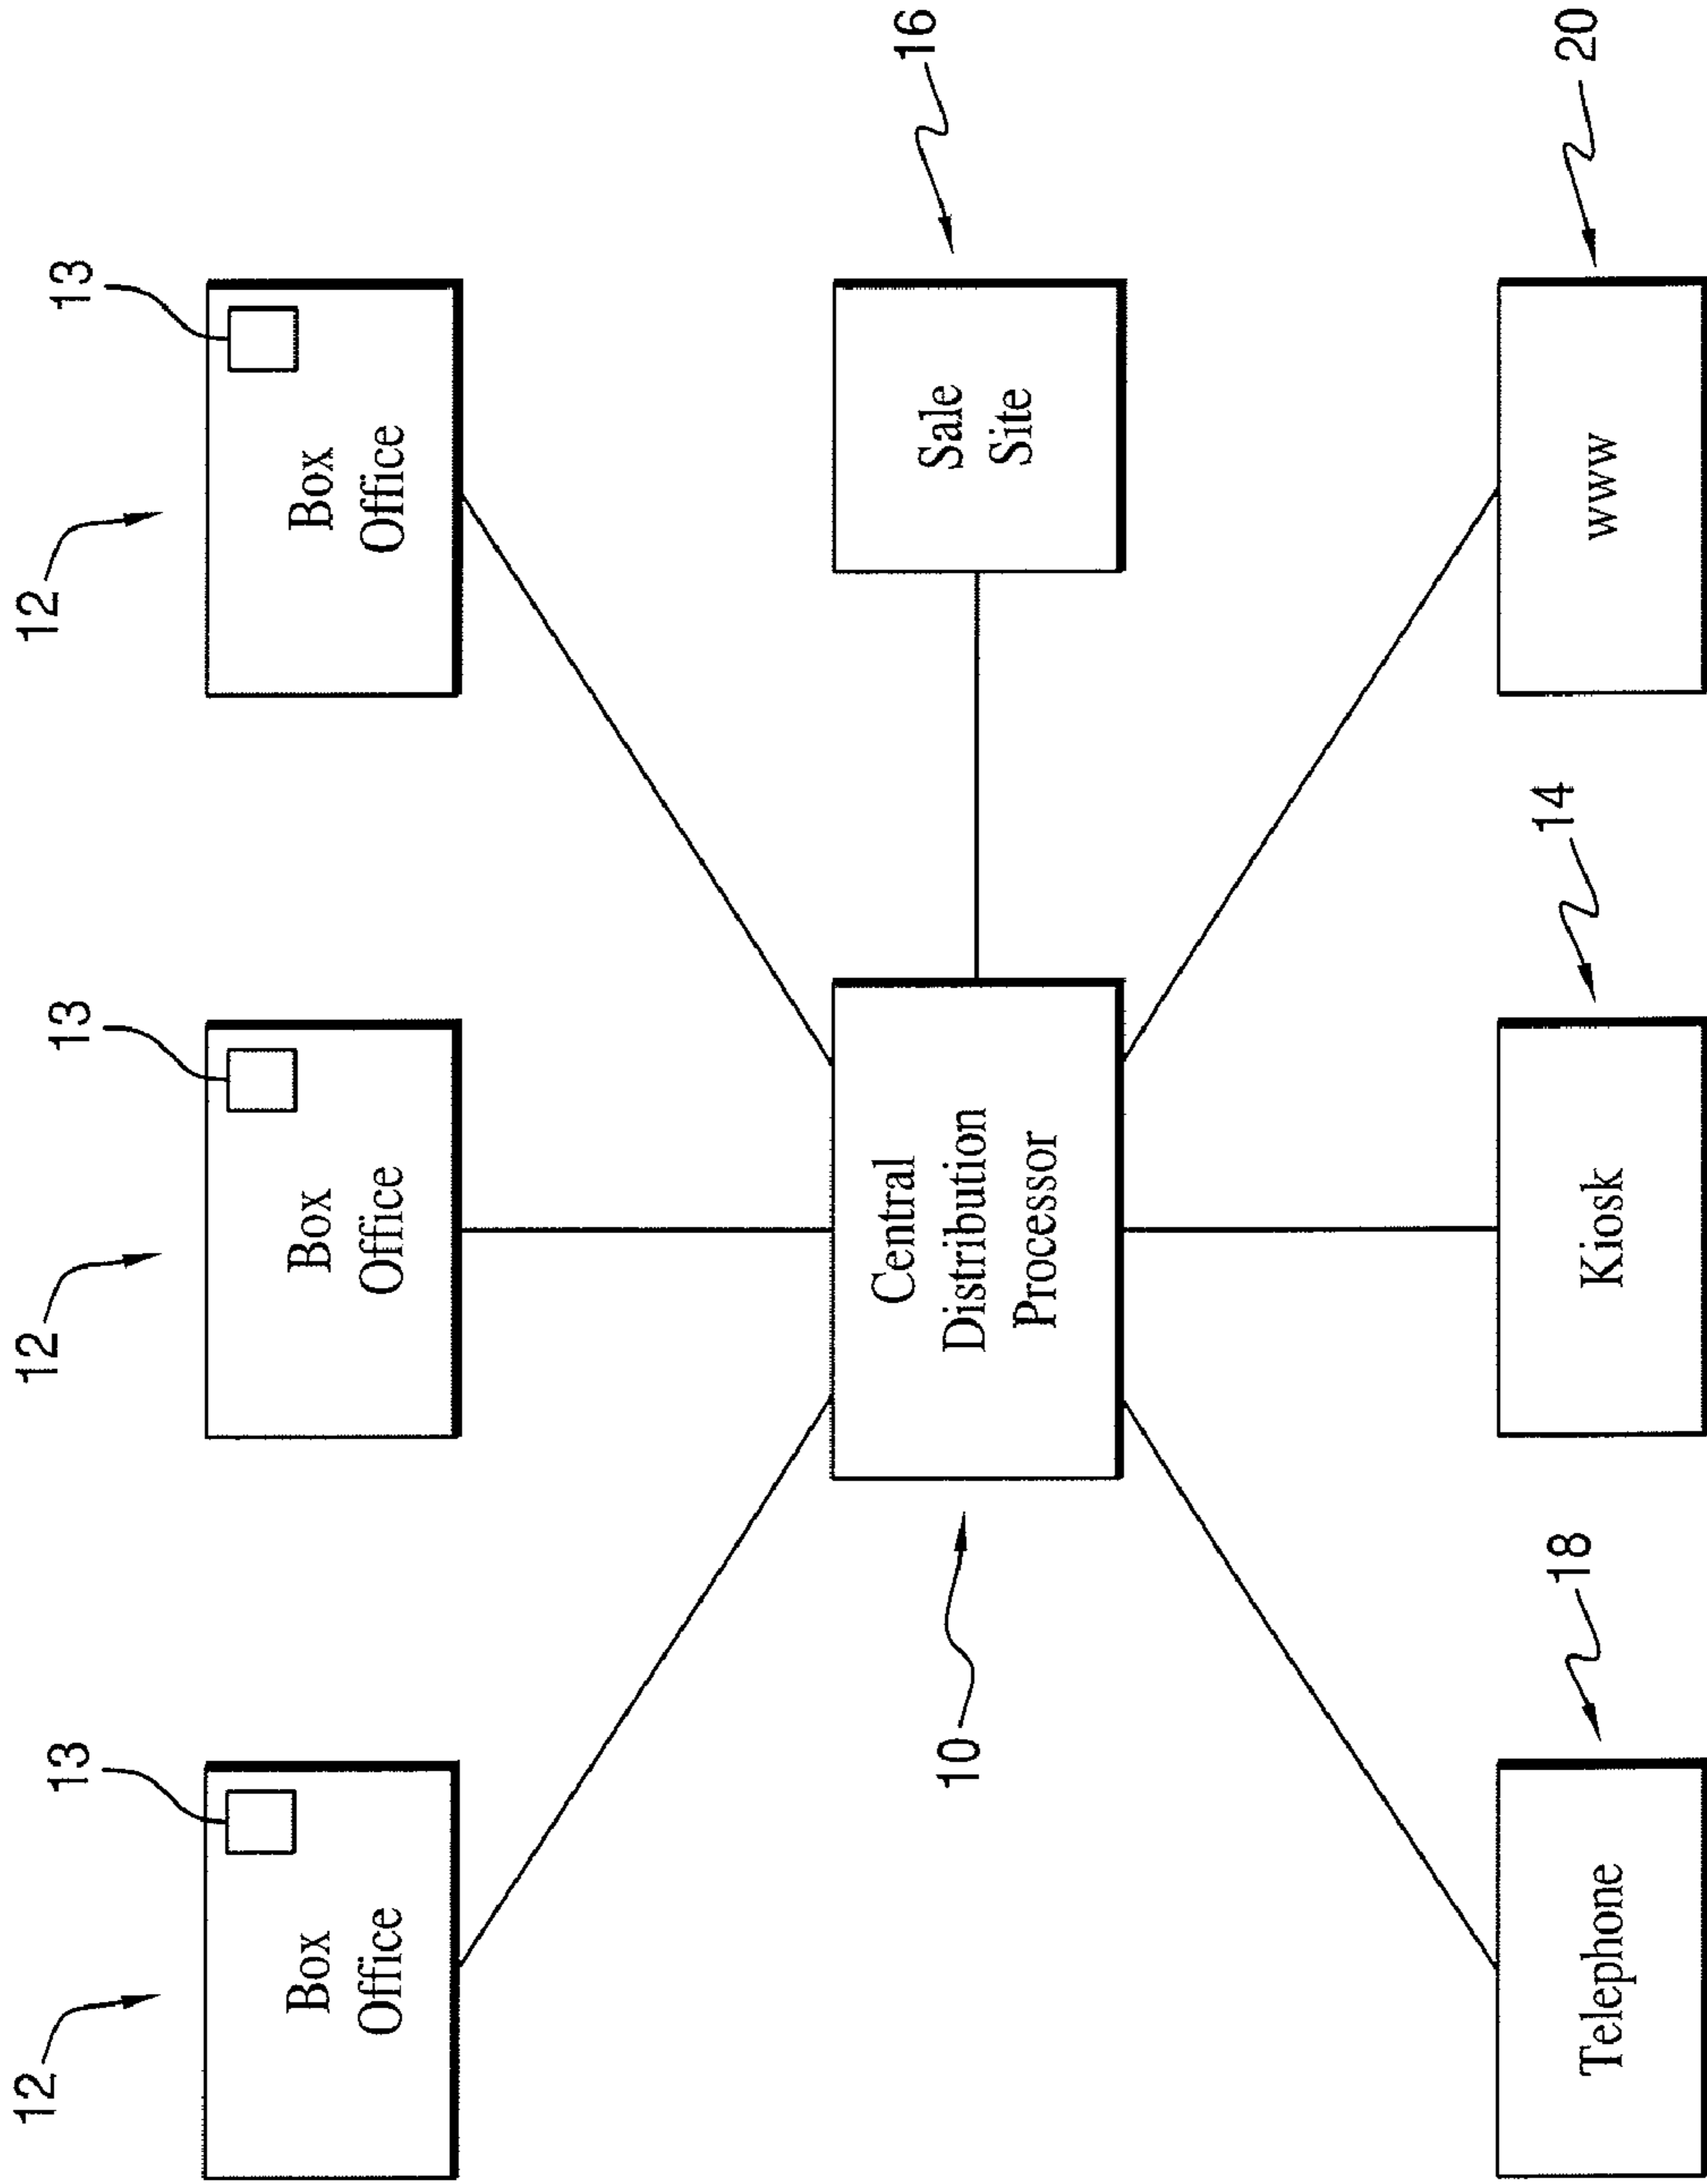 12
13
Box
Office
12
13
Box
Office
12
13
Box
Office
10
Central
Distribution
Processor
Sale
Site
16
18
Telephone
14
Kiosk
20
www